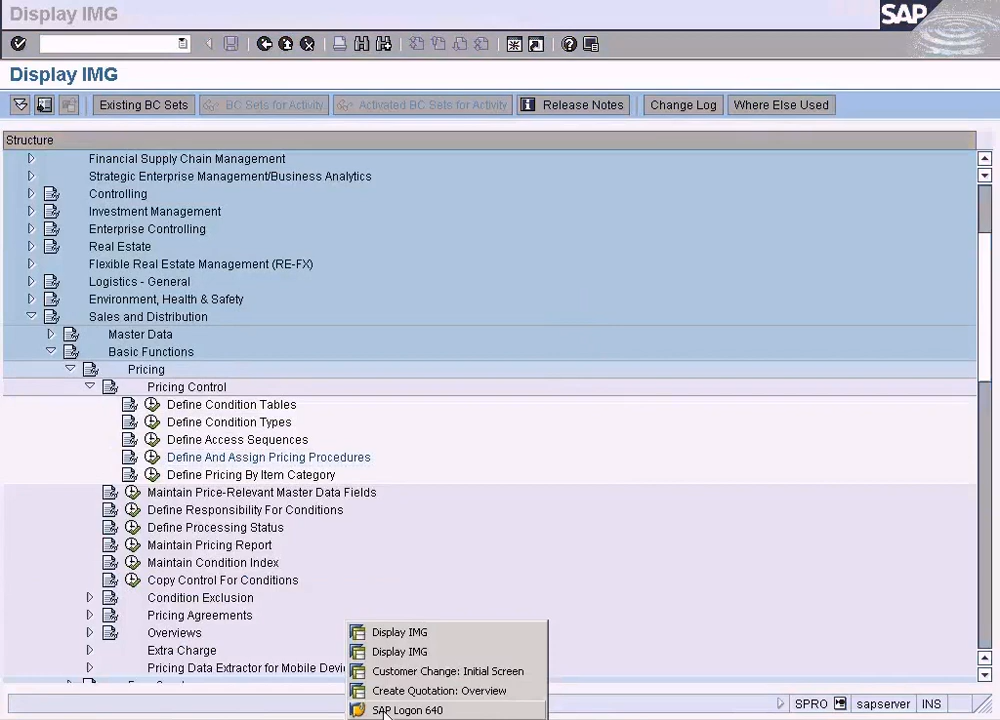 Display IMG
SAP
Display IMG
Existing BC Sets
BC Sets for Activity
Activated BC Sets for Activity
Release Notes
Change Log
Where Else Used
Structure
Financial Supply Chain Management
Strategic Enterprise Management/Business Analytics
Controlling
Investment Management
Enterprise Controlling
Real Estate
Flexible Real Estate Management (RE-FX)
Logistics - General
Environment, Health & Safety
Sales and Distribution
Master Data
Basic Functions
Pricing
Pricing Control
Define Condition Tables
Define Condition Types
Define Access Sequences
Define And Assign Pricing Procedures
Define Pricing By Item Category
Maintain Price-Relevant Master Data Fields
Define Responsibility For Conditions
Define Processing Status
Maintain Pricing Report
Maintain Condition Index
Copy Control For Conditions
Condition Exclusion
Pricing Agreements
Overviews
Extra Charge
Pricing Data Extractor for Mobile Devi
Display IMG
Display IMG
Customer Change: Initial Screen
Create Quotation: Overview
SAP Logon 640
SPRO
sapserver
INS